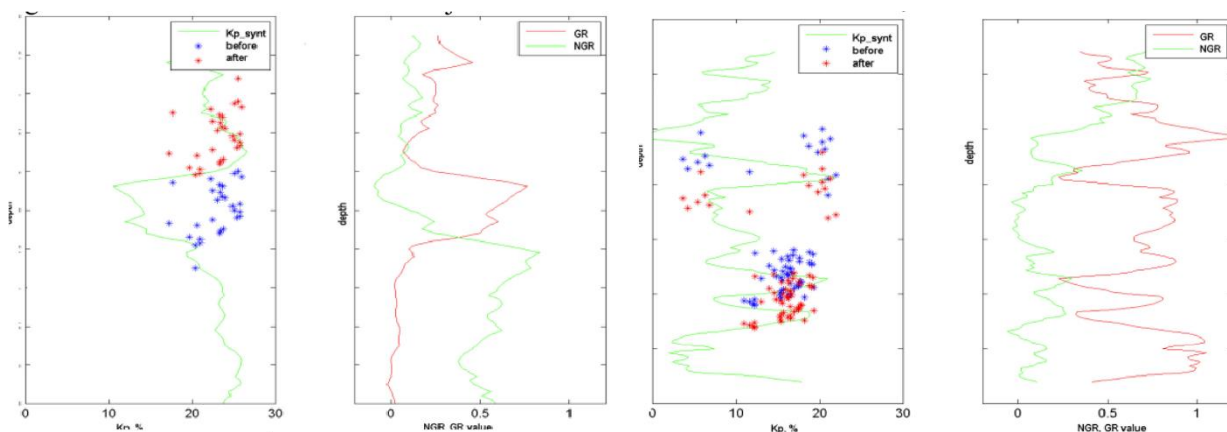 Kp_synt
before
after
GR
NGR
Kp_synt
before
after
GR
NGR
depth
depth
0
10
20
30
Kp, %
0
0.5
1
NGR, GR value
0
10
20
30
Kp, %
0
0.5
1
NGR, GR value